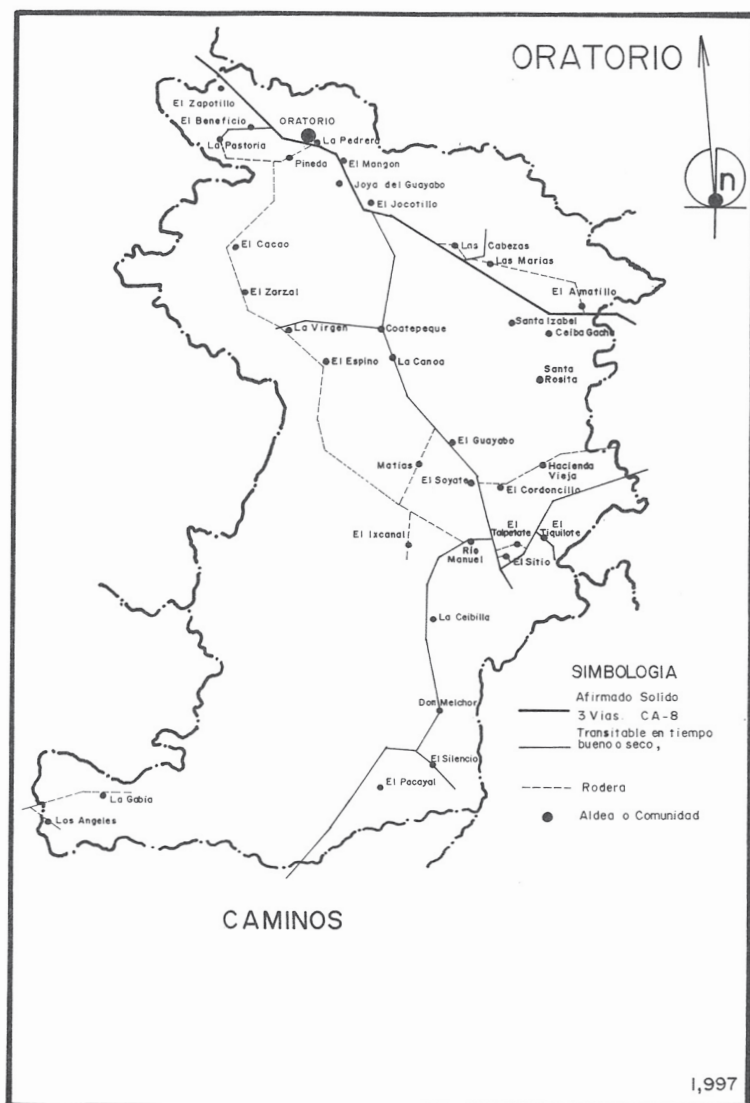 ORATORIO
El Zapotillo
El Beneficio
ORATORIO
La Pedrera
La Pastoria
Pineda
El Mangon
Joya del Guayabo
El Jocotillo
n
Las Cabezas
Las Marias
El Cacao
El Zarzal
El Amatillo
La Virgen
Coatepeque
Santa Izabel
Ceiba Gacha
El Espino
La Canoa
Santa
Rosita
El Guayabo
Matías
Hacienda
Vieja
El Soyate
El Cordoncillo
El Ixcanal
Río
Manuel
El
Talpetate
El
Tiquilote
El Sitio
La Ceibilla
SIMBOLOGIA
Afirmado Solido
3 Vias. CA-8
Transitable en tiempo
bueno o seco,
Rodera
Aldea o Comunidad
Don Melchor
El Silencio
El Pacayal
La Gabia
Los Angeles
CAMINOS
1,997